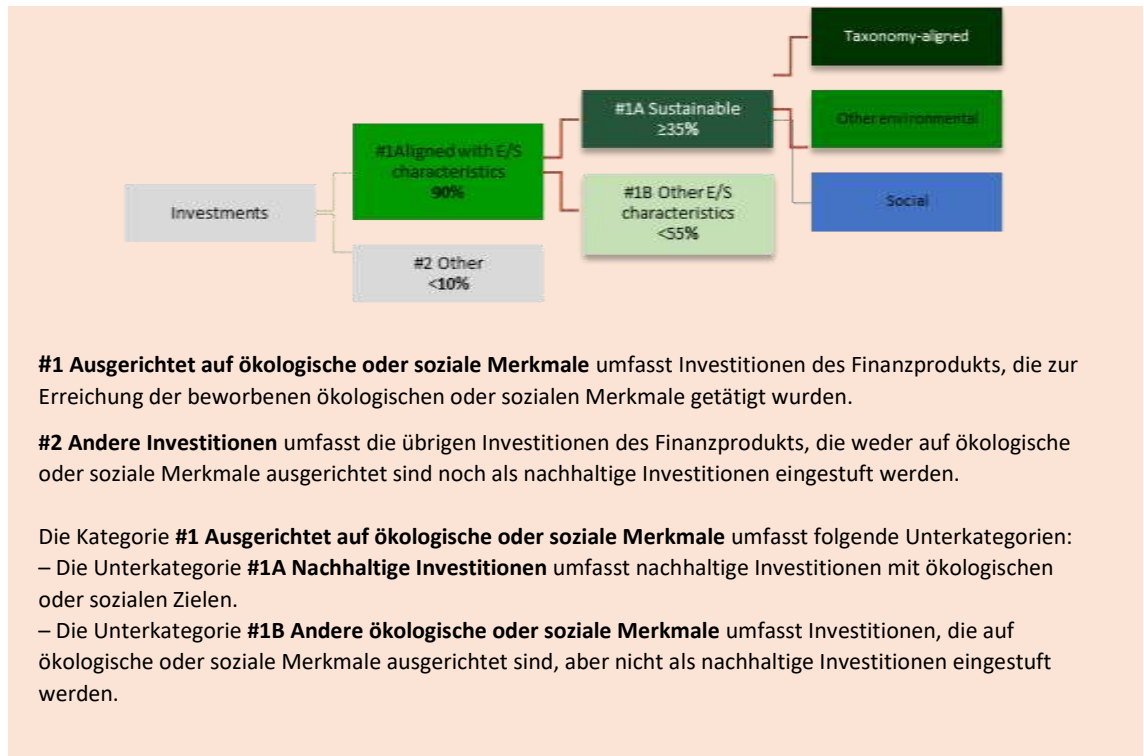 Taxonomy-aligned
#1A Sustainable
≥35%
Other environmental
#1Aligned with E/S
characteristics
90%
#1B Other E/S
characteristics
<55%
Social
Investments
#2 Other
<10%
#1 Ausgerichtet auf ökologische oder soziale Merkmale umfasst Investitionen des Finanzprodukts, die zur
Erreichung der beworbenen ökologischen oder sozialen Merkmale getätigt wurden.
#2 Andere Investitionen umfasst die übrigen Investitionen des Finanzprodukts, die weder auf ökologische
oder soziale Merkmale ausgerichtet sind noch als nachhaltige Investitionen eingestuft werden.
Die Kategorie #1 Ausgerichtet auf ökologische oder soziale Merkmale umfasst folgende Unterkategorien:
– Die Unterkategorie #1A Nachhaltige Investitionen umfasst nachhaltige Investitionen mit ökologischen
oder sozialen Zielen.
– Die Unterkategorie #1B Andere ökologische oder soziale Merkmale umfasst Investitionen, die auf
ökologische oder soziale Merkmale ausgerichtet sind, aber nicht als nachhaltige Investitionen eingestuft
werden.